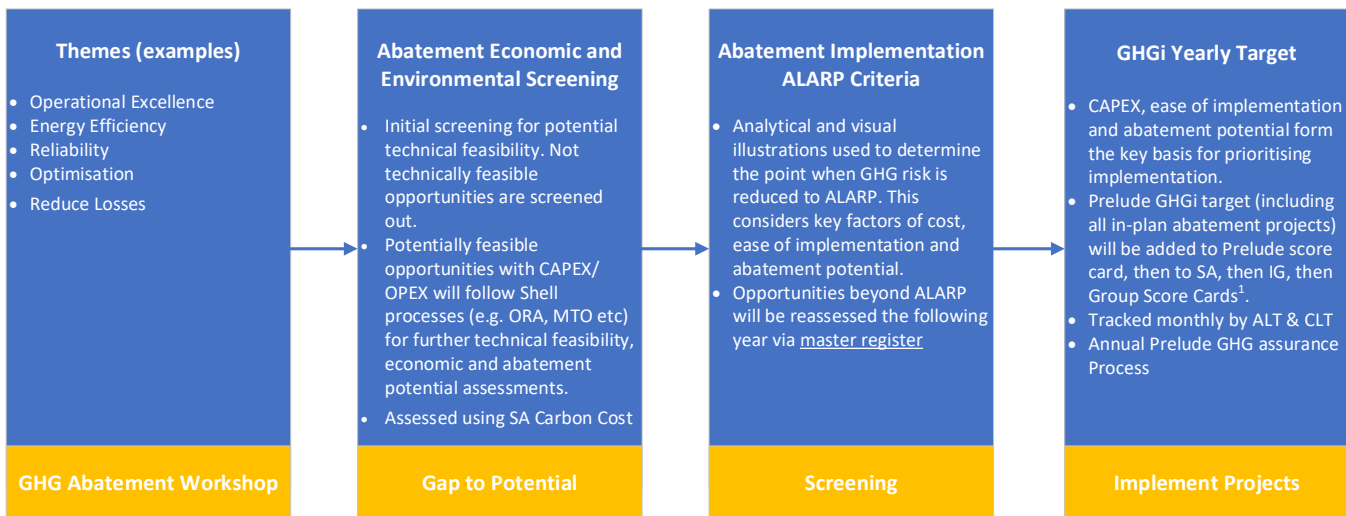 Themes (examples)
• Operational Excellence
• Energy Efficiency
• Reliability
• Optimisation
• Reduce Losses
GHG Abatement Workshop
Abatement Economic and
Environmental Screening
• Initial screening for potential
technical feasibility. Not
technically feasible
opportunities are screened
out.
• Potentially feasible
opportunities with CAPEX/
OPEX will follow Shell
processes (e.g. ORA, MTO etc)
for further technical feasibility,
economic and abatement
potential assessments.
• Assessed using SA Carbon Cost
Gap to Potential
Abatement Implementation
ALARP Criteria
• Analytical and visual
illustrations used to determine
the point when GHG risk is
reduced to ALARP. This
considers key factors of cost,
ease of implementation and
abatement potential.
• Opportunities beyond ALARP
will be reassessed the following
year via master register
Screening
GHGi Yearly Target
• CAPEX, ease of implementation
and abatement potential form
the key basis for prioritising
implementation.
• Prelude GHGi target (including
all in-plan abatement projects)
will be added to Prelude score
card, then to SA, then IG, then
Group Score Cards¹.
• Tracked monthly by ALT & CLT
• Annual Prelude GHG assurance
Process
Implement Projects